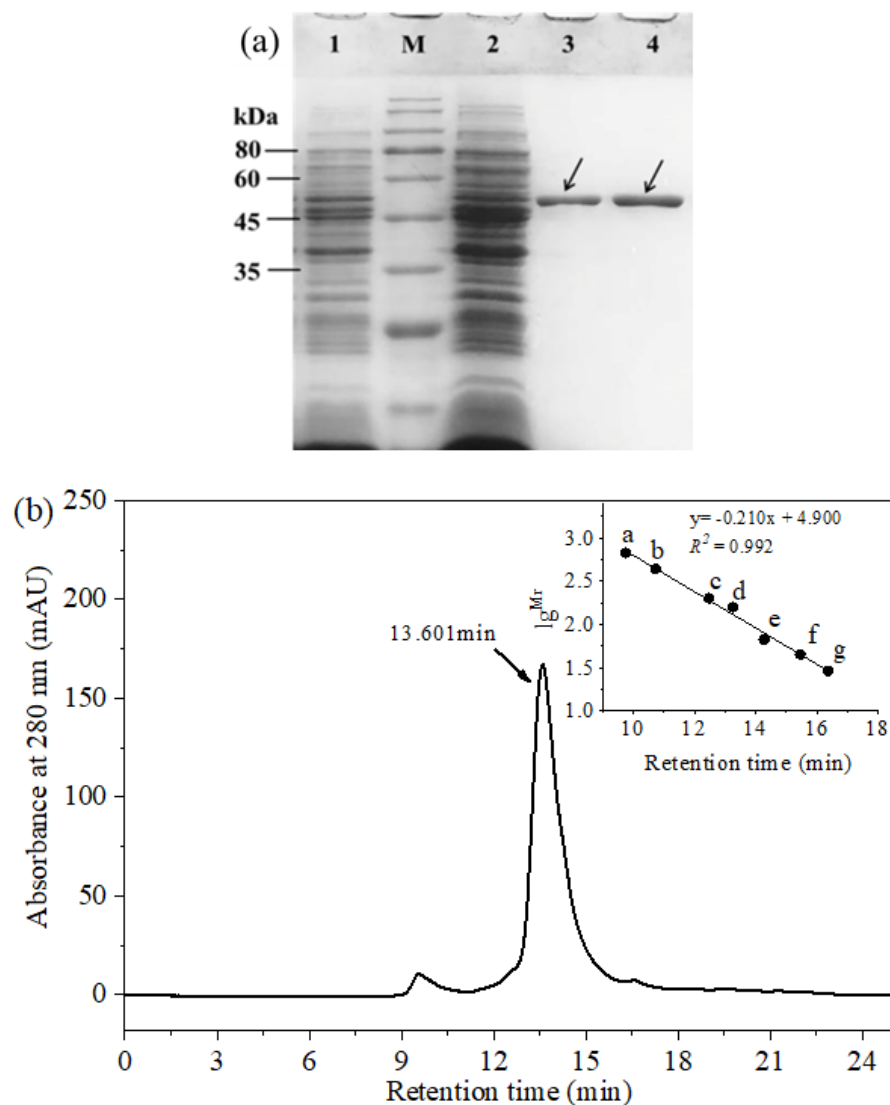 (a)
1 M 2 3 4
kDa
80
60
45
35
(b)
250
200
150
100
50
0
Absorbance at 280 nm (mAU)
13.601min
y= -0.210x + 4.900
R² = 0.992
3.0
2.5
2.0
1.5
1.0
lg^Mr
a b c d e f g
10 12 14 16 18
Retention time (min)
0 3 6 9 12 15 18 21 24
Retention time (min)